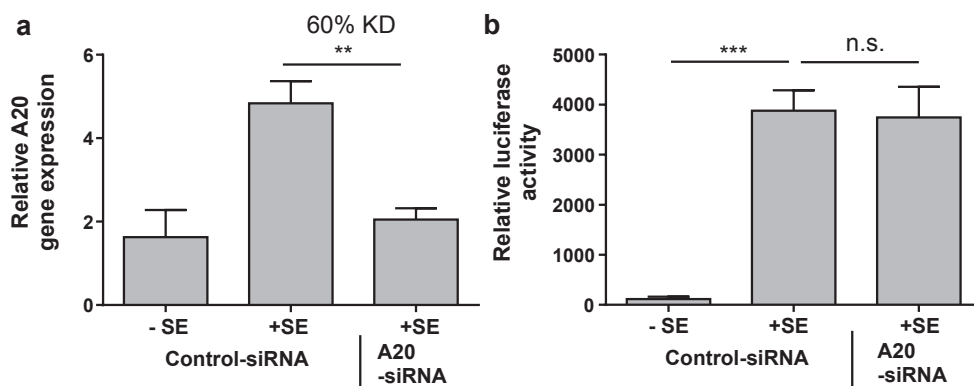 a
60% KD
**
Relative A20
gene expression
6
4
2
0
- SE
+SE
+SE
Control-siRNA
A20
-siRNA
b
***
n.s.
Relative luciferase
activity
5000
4000
3000
2000
1000
0
- SE
+SE
+SE
Control-siRNA
A20
-siRNA